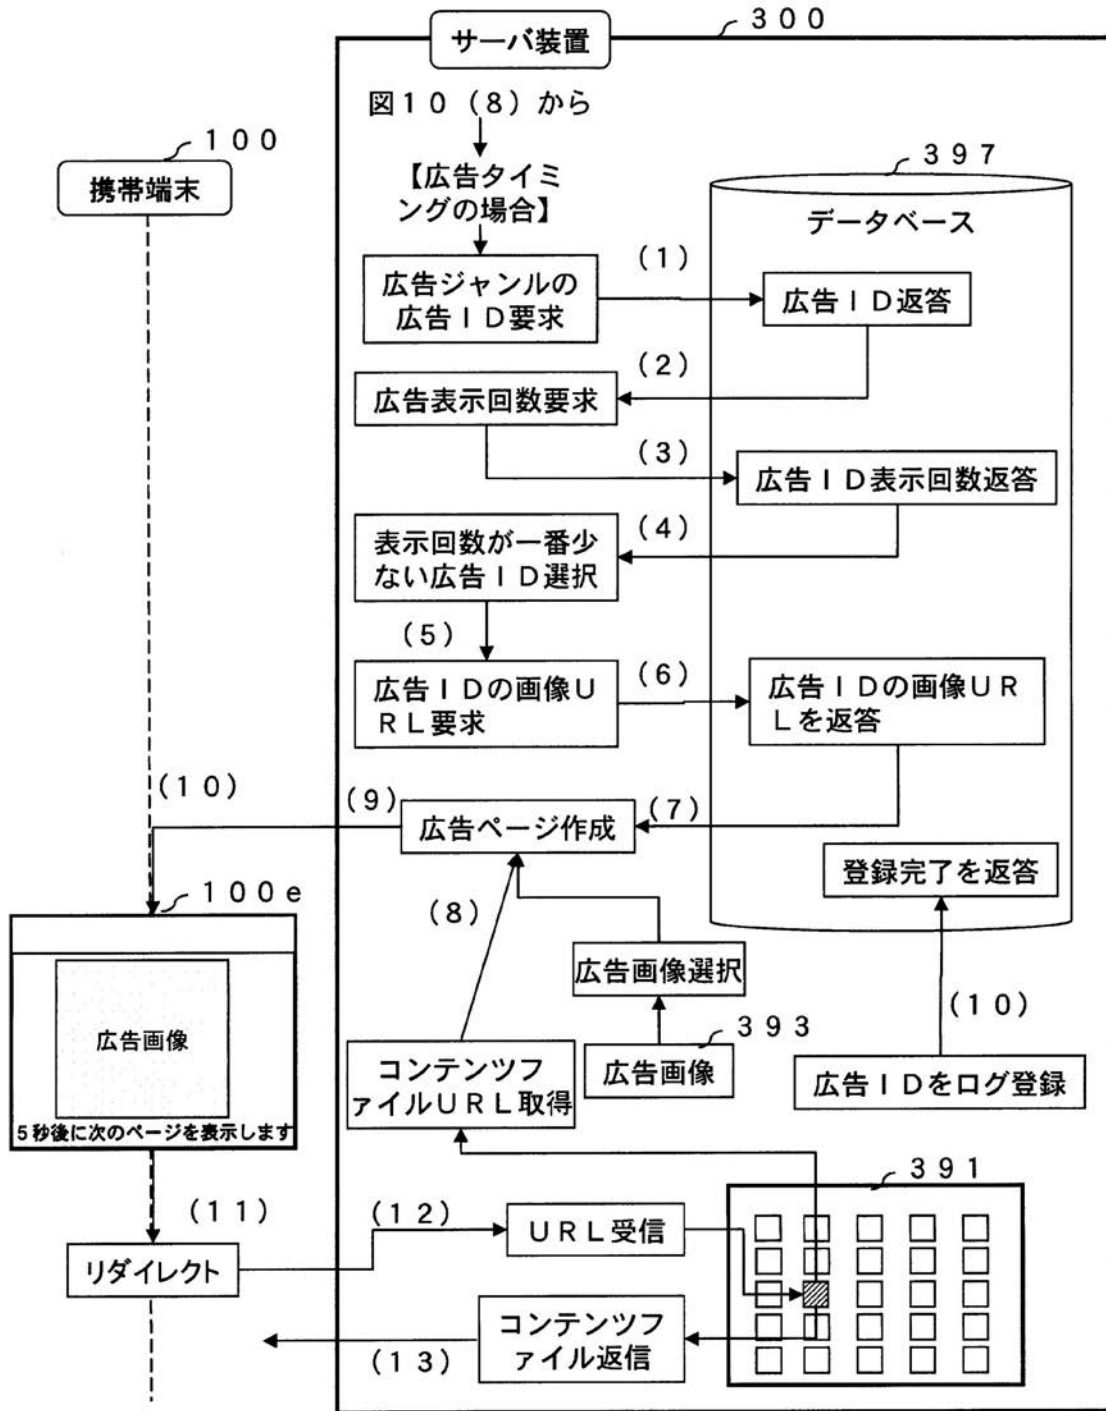 サーバ装置
３００
図１０（８）から
１００
携帯端末
【広告タイミ
ングの場合】
３９７
データベース
広告ジャンルの
広告ＩＤ要求
（１）
広告ＩＤ返答
（２）
広告表示回数要求
（３）
広告ＩＤ表示回数返答
表示回数が一番少
ない広告ＩＤ選択
（４）
（５）
広告ＩＤの画像Ｕ
ＲＬ要求
（６）
広告ＩＤの画像ＵＲ
Ｌを返答
（１０）
（９）
広告ページ作成
（７）
登録完了を返答
１００ｅ
（８）
広告画像選択
（１０）
広告画像
５秒後に次のページを表示します
コンテンツフ
ァイルＵＲＬ取得
３９３
広告画像
広告ＩＤをログ登録
３９１
（１１）
リダイレクト
（１２）
ＵＲＬ受信
コンテンツフ
ァイル返信
（１３）